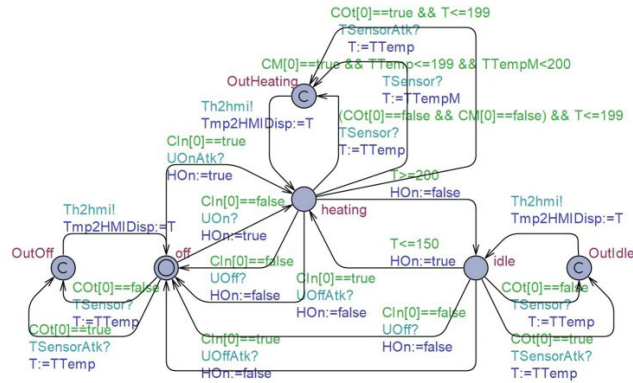 COt[0]==true && T<=199
TSensorAtk?
T:=TTemp
CM[0]==true && TTemp<=199 && TTempM<200
TSensor?
T:=TTempM
OutHeating
C
(COt[0]==false && CM[0]==false) && T<=199
TSensor?
T:=TTemp
Th2hmi!
Tmp2HMIDisp:=T
CIn[0]==true
UOnAtk?
HOn:=true
T>=200
HOn:=false
heating
CIn[0]==false
UOn?
HOn:=true
Th2hmi!
Tmp2HMIDisp:=T
OutOff
C
off
CIn[0]==false
UOff?
HOn:=false
CIn[0]==true
UOffAtk?
HOn:=false
T<=150
HOn:=true
idle
Th2hmi!
Tmp2HMIDisp:=T
OutIdle
C
COt[0]==false
TSensor?
T:=TTemp
COt[0]==true
TSensorAtk?
T:=TTemp
CIn[0]==false
UOff?
HOn:=false
CIn[0]==true
UOffAtk?
HOn:=false
COt[0]==false
TSensor?
T:=TTemp
COt[0]==true
TSensorAtk?
T:=TTemp